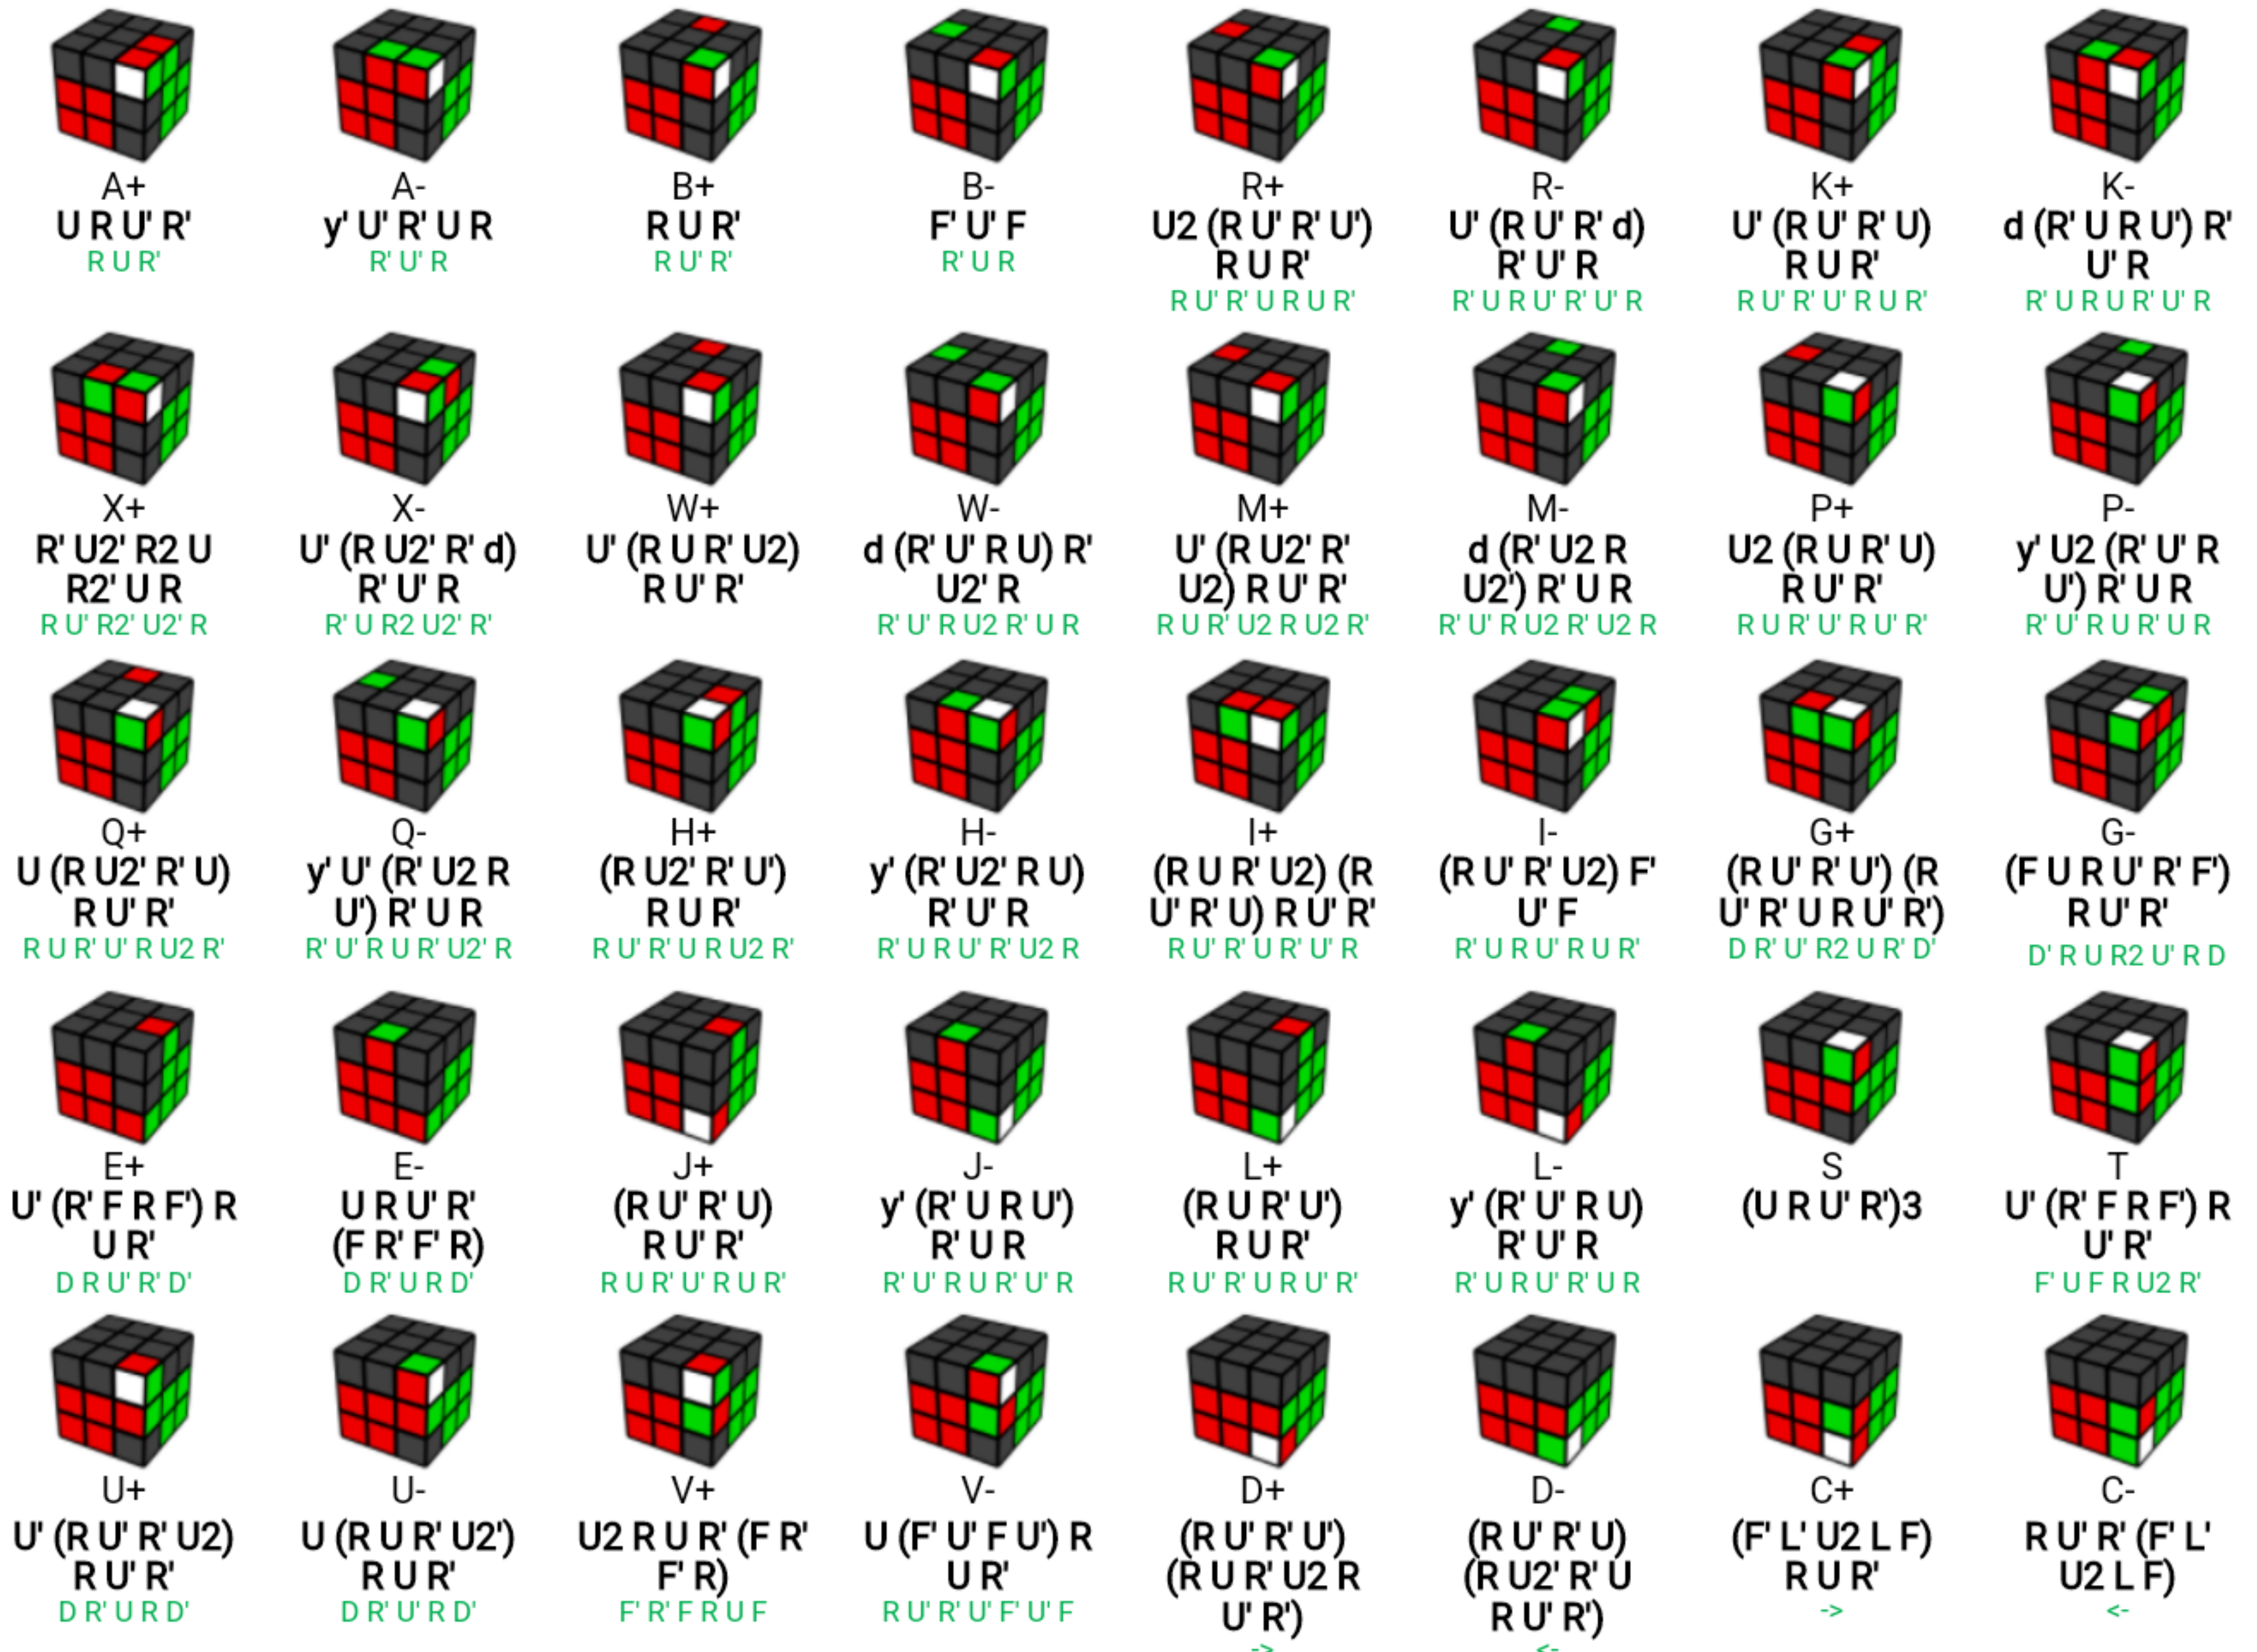 A+
U R U' R'
R U R'
A-
y' U' R' U R
R' U' R
B+
R U R'
R U' R'
B-
F' U' F
R' U R
R+
U2 (R U' R' U')
R U R'
R U' R' U R U R'
R-
U' (R U' R' d)
R' U' R
R' U R U' R' U' R
K+
U' (R U' R' U)
R U R'
R U' R' U' R U R'
K-
d (R' U R U') R'
U' R
R' U R U R' U' R
X+
R' U2' R2 U
R2' U R
R U' R2' U2' R
X-
U' (R U2' R' d)
R' U' R
R' U R2 U2' R'
W+
U' (R U R' U2)
R U' R'
W-
d (R' U' R U) R'
U2' R
R' U' R U2 R' U R
M+
U' (R U2' R'
U2) R U' R'
R U R' U2 R U2 R'
M-
d (R' U2 R
U2') R' U R
R' U' R U2 R' U2 R
P+
U2 (R U R' U)
R U' R'
R U R' U' R U' R'
P-
y' U2 (R' U' R
U') R' U R
R' U' R U R' U R
Q+
U (R U2' R' U)
R U' R'
R U R' U' R U2 R'
Q-
y' U' (R' U2 R
U') R' U R
R' U' R U R' U2' R
H+
(R U2' R' U')
R U R'
R U' R' U R U2 R'
H-
y' (R' U2' R U)
R' U' R
R' U R U' R' U2 R
I+
(R U R' U2) (R
U' R' U) R U' R'
R U' R' U R' U' R
I-
(R U' R' U2) F'
U' F
R' U R U' R U R'
G+
(R U' R' U') (R
U' R' U R U' R')
D R' U' R2 U R' D'
G-
(F U R U' R' F')
R U' R'
D' R U R2 U' R D
E+
U' (R' F R F') R
U R'
D R U' R' D'
E-
U R U' R'
(F R' F' R)
D R' U R D'
J+
(R U' R' U)
R U' R'
R U R' U' R U R'
J-
y' (R' U R U')
R' U R
R' U' R U R' U' R
L+
(R U R' U')
R U R'
R U' R' U R U' R'
L-
y' (R' U' R U)
R' U' R
R' U R U' R' U R
S
(U R U' R')3
T
U' (R' F R F') R
U' R'
F' U F R U2 R'
U+
U' (R U' R' U2)
R U' R'
D R' U R D'
U-
U (R U R' U2')
R U R'
D R' U' R D'
V+
U2 R U R' (F R'
F' R)
F' R' F R U F
V-
U (F' U' F U') R
U R'
R U' R' U' F' U' F
D+
(R U' R' U')
(R U R' U2 R
U' R')
->
D-
(R U' R' U)
(R U2' R' U
R U' R')
<-
C+
(F' L' U2 L F)
R U R'
->
C-
R U' R' (F' L'
U2 L F)
<-